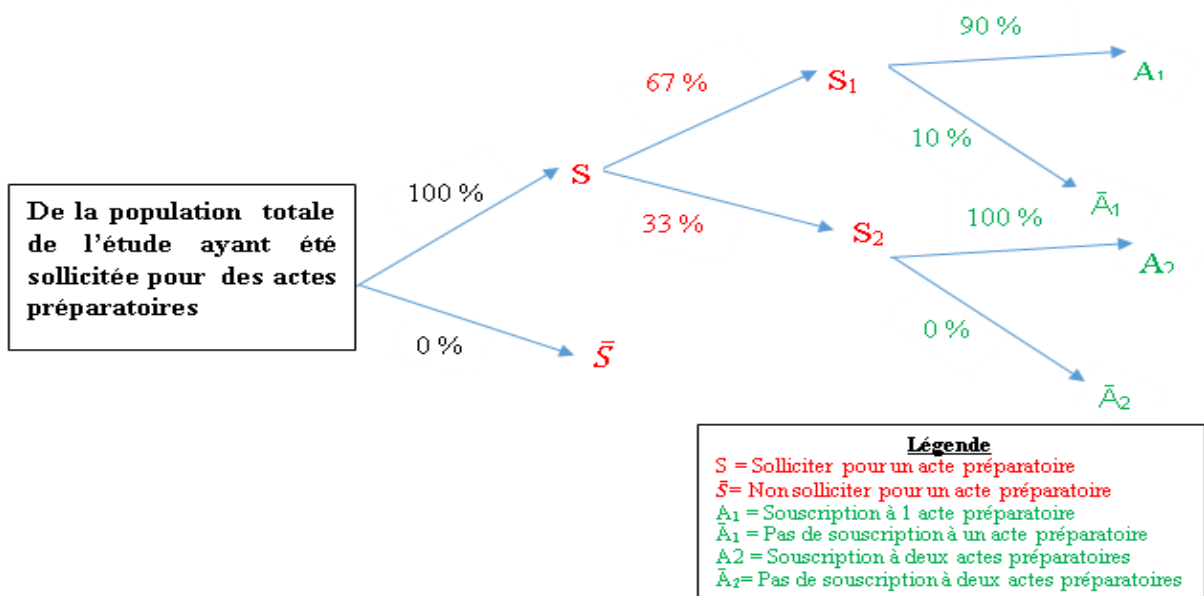 90 %
A₁
67 %
S₁
10 %
Ā₁
100 %
S
De la population totale
de l'étude ayant été
sollicitée pour des actes
préparatoires
33 %
S₂
100 %
A₂
0 %
S̄
0 %
Ā₂
Légende
S = Solliciter pour un acte préparatoire
S̄= Non solliciter pour un acte préparatoire
A₁ = Souscription à 1 acte préparatoire
Ā₁ = Pas de souscription à un acte préparatoire
A2 = Souscription à deux actes préparatoires
Ā₂= Pas de souscription à deux actes préparatoires